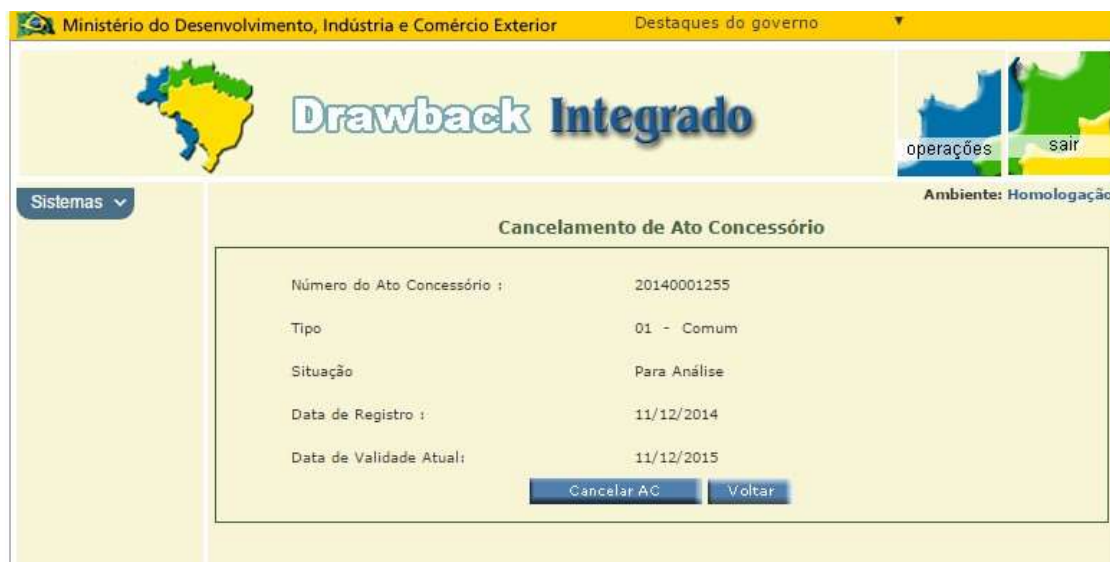 Ministério do Desenvolvimento, Indústria e Comércio Exterior Destaques do governo
Drawback Integrado
operações sair
Sistemas
Ambiente: Homologação
Cancelamento de Ato Concessório
Número do Ato Concessório : 20140001255
Tipo 01 - Comum
Situação Para Análise
Data de Registro : 11/12/2014
Data de Validade Atual: 11/12/2015
Cancelar AC Voltar